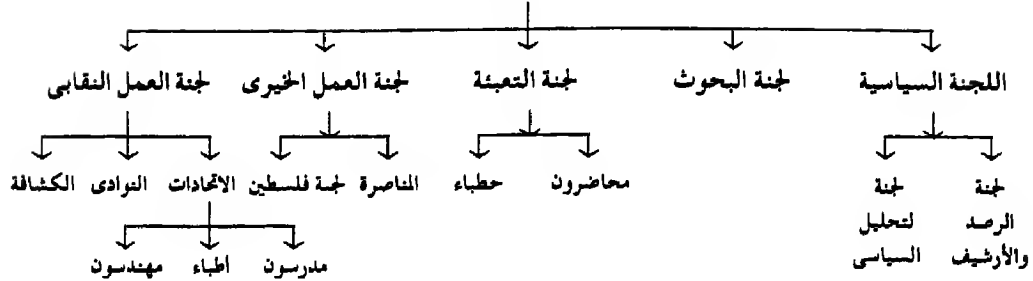 اللجنة السياسية لجنة البحوث لجنة التعبئة لجنة العمل الخيرى لجنة العمل النقابى
لجنة الرصد والأرشيف
لجنة لتحليل السياسى
محاضرون حطباء
المناصرة لجنة فلسطين
الاتحادات النوادى الكشافة
مدرسون أطباء مهندسون